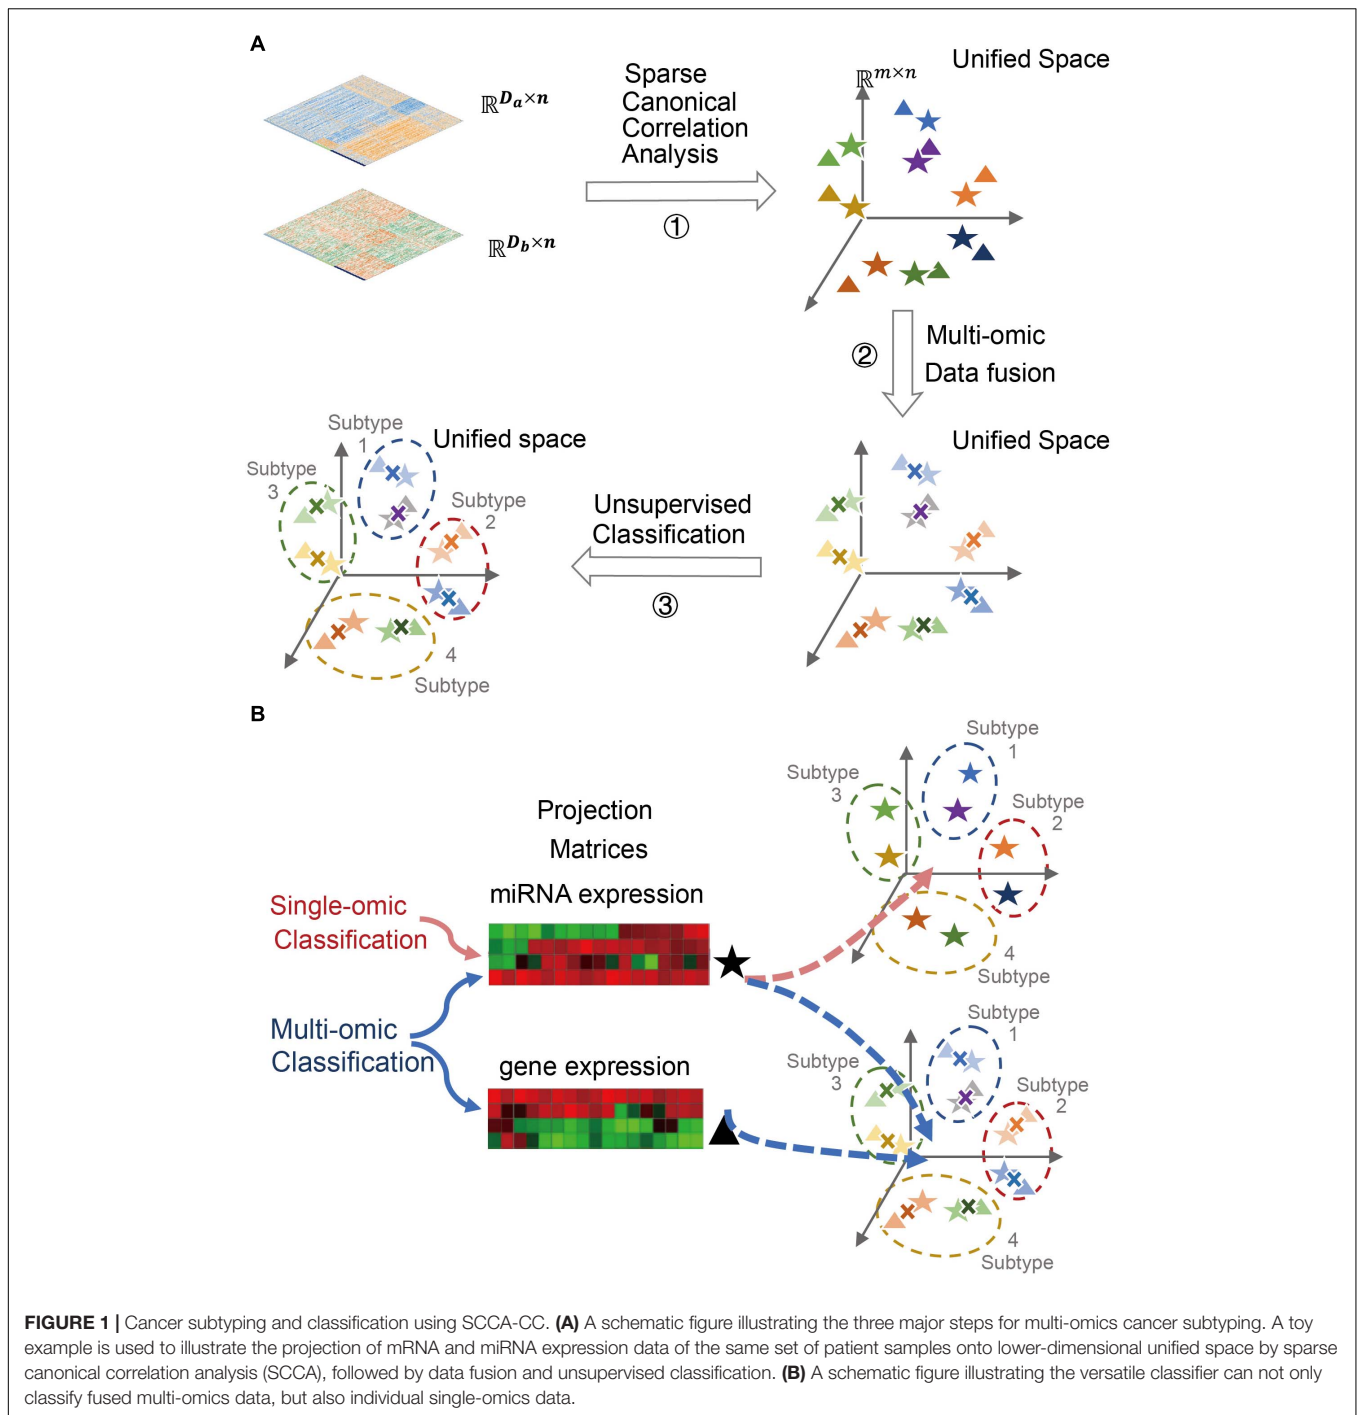 A
ℝ^{D_a×n}
Sparse
Canonical
Correlation
Analysis
①
ℝ^{m×n}
Unified Space
ℝ^{D_b×n}
②
Multi-omic
Data fusion
Unified Space
Unsupervised
Classification
③
Unified space
Subtype
1
Subtype
3
Subtype
2
4
Subtype
B
Projection
Matrices
miRNA expression
Single-omic
Classification
Multi-omic
Classification
gene expression
Subtype
1
Subtype
3
Subtype
2
4
Subtype
Subtype
1
Subtype
3
Subtype
2
4
Subtype
FIGURE 1 | Cancer subtyping and classification using SCCA-CC. (A) A schematic figure illustrating the three major steps for multi-omics cancer subtyping. A toy
example is used to illustrate the projection of mRNA and miRNA expression data of the same set of patient samples onto lower-dimensional unified space by sparse
canonical correlation analysis (SCCA), followed by data fusion and unsupervised classification. (B) A schematic figure illustrating the versatile classifier can not only
classify fused multi-omics data, but also individual single-omics data.